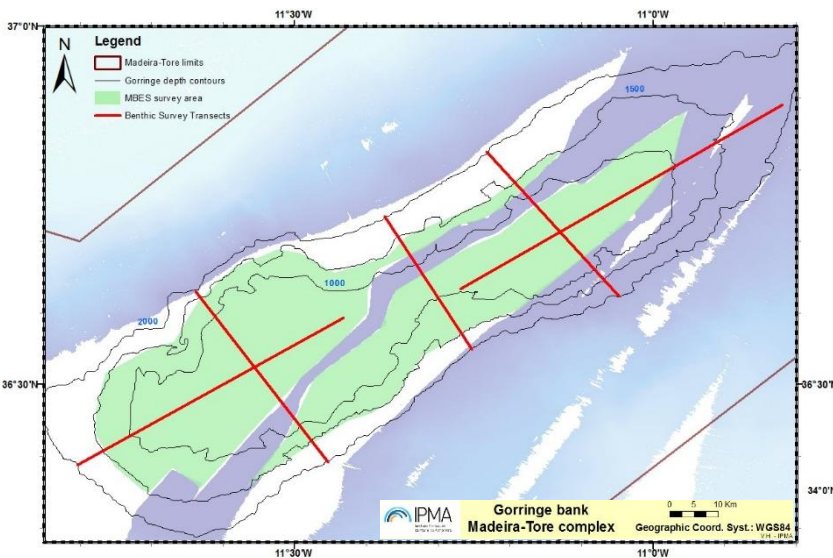 11°30'W
11°0'W
37°0'N
N
Legend
Madeira-Tore limits
Gorringe depth contours
MBES survey area
Benthic Survey Transects
1500
1000
2000
36°30'N
36°30'N
34°0'N
IPMA
Gorringe bank
Madeira-Tore complex
0 5 10 Km
Geographic Coord. Syst.: WGS84
V.H. - IPMA
11°30'W
11°0'W